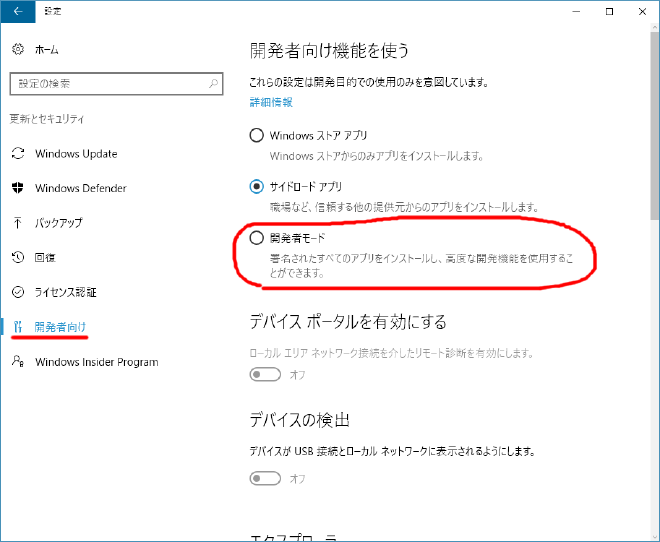 設定
ホーム
設定の検索
更新とセキュリティ
Windows Update
Windows Defender
バックアップ
回復
ライセンス認証
開発者向け
Windows Insider Program
開発者向け機能を使う
これらの設定は開発目的での使用のみを意図しています。
詳細情報
Windows ストア アプリ
Windows ストアからのみアプリをインストールします。
サイドロード アプリ
職場など、信頼する他の提供元からのアプリをインストールします。
開発者モード
署名されたすべてのアプリをインストールし、高度な開発機能を使用するこ
とができます。
デバイス ポータルを有効にする
ローカル エリア ネットワーク接続を介したリモート診断を有効にします。
オフ
デバイスの検出
デバイスが USB 接続とローカル ネットワークに表示されるようにします。
オフ
エクスプローラ